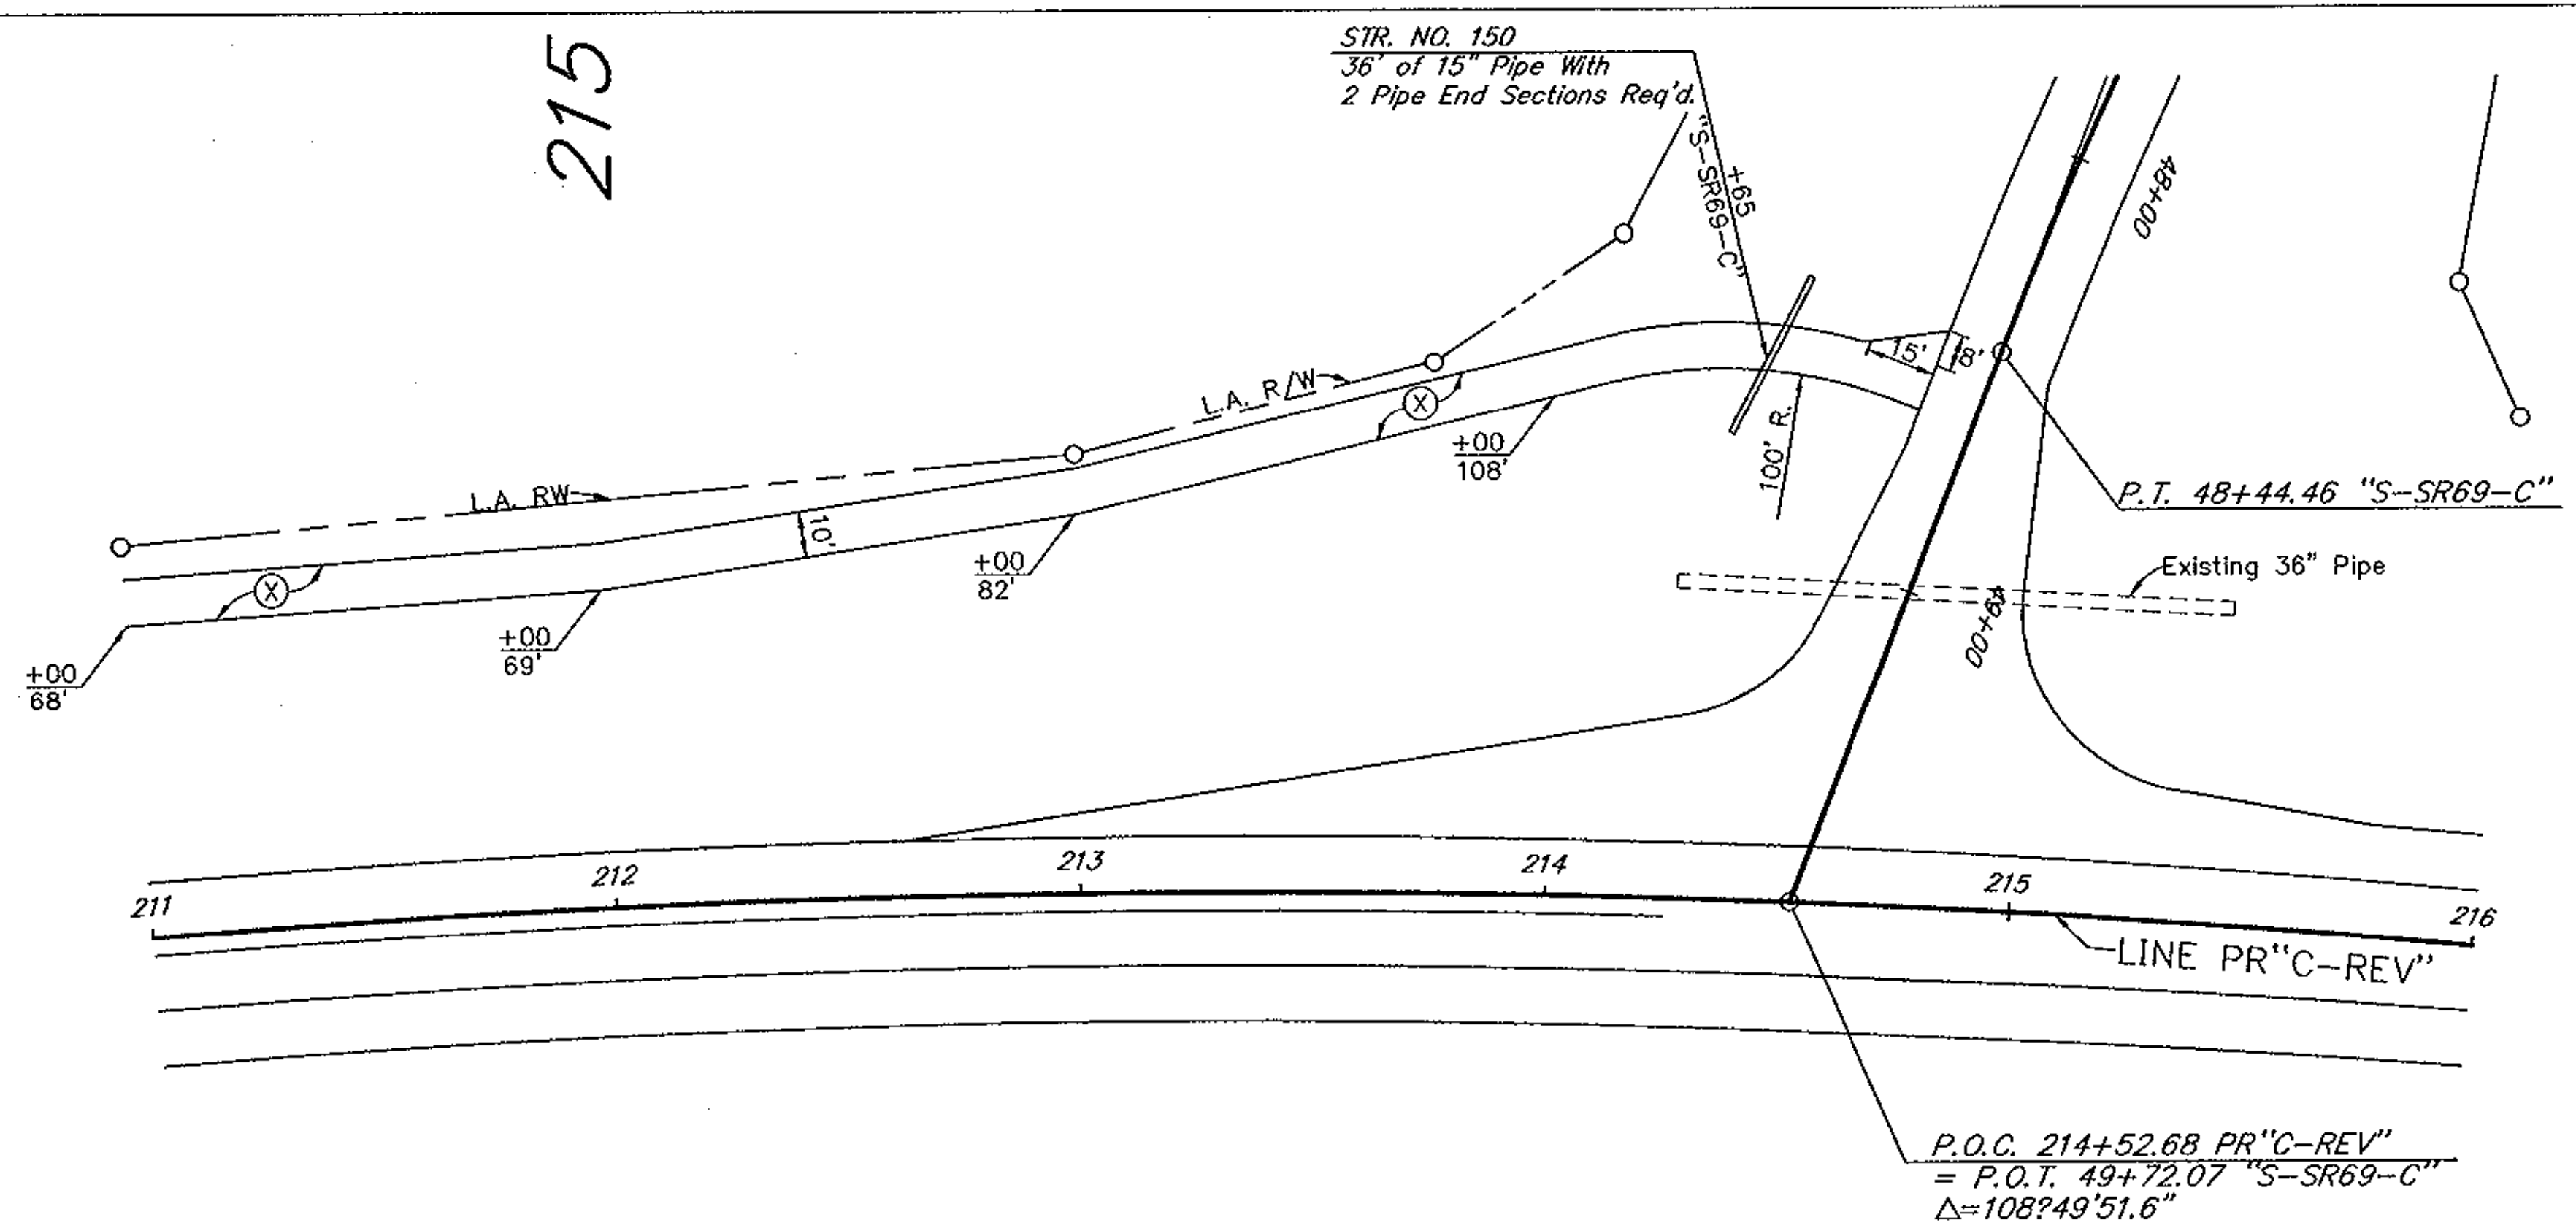 215
STR. NO. 150
36' of 15" Pipe With
2 Pipe End Sections Req'd.
+65
"S-SR69-C"
48+00
15'
8'
L.A. R/W
X
+00
108'
100' R.
P.T. 48+44.46 "S-SR69-C"
L.A. RW
10'
+00
82'
Existing 36" Pipe
X
+00
69'
49+00
+00
68'
211
212
213
214
215
216
LINE PR"C-REV"
P.O.C. 214+52.68 PR"C-REV"
= P.O.T. 49+72.07 "S-SR69-C"
Δ=108?49'51.6"